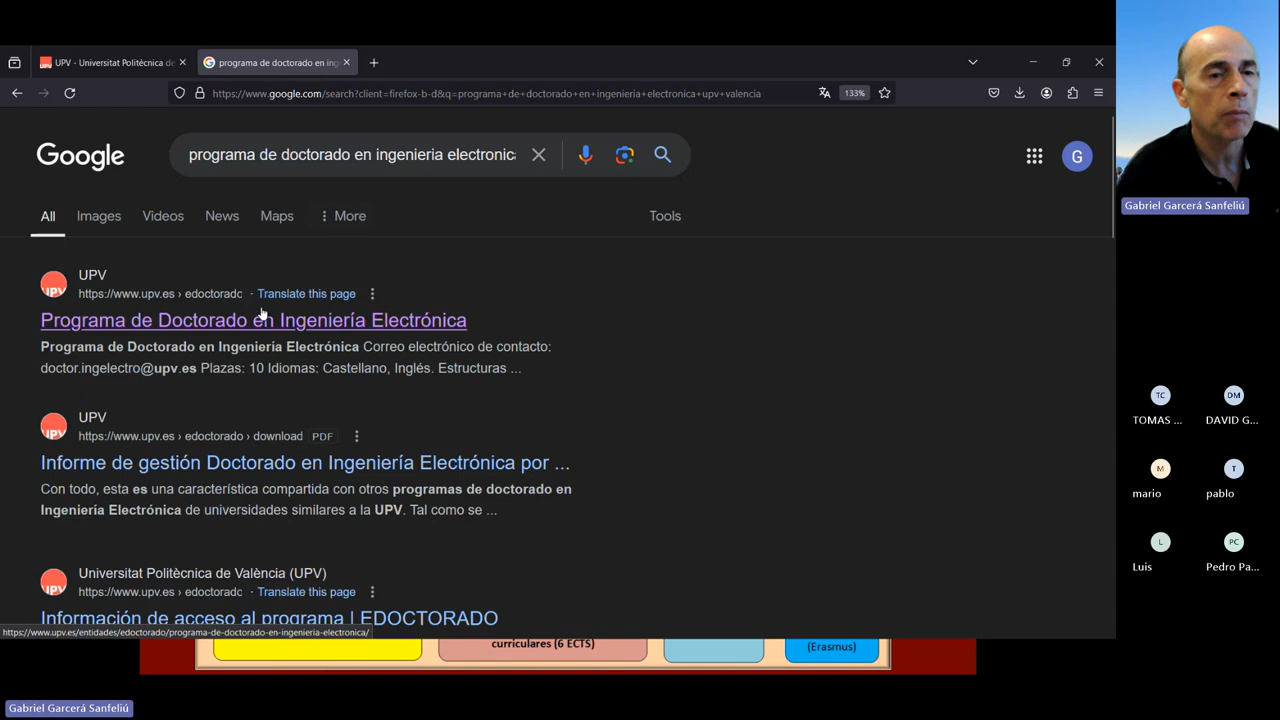 UPV - Universitat Politècnica de
programa de doctorado en ing
https://www.google.com/search?client=firefox-b-d&q=programa+de+doctorado+en+ingenieria+electronica+upv+valencia
133%
Google
programa de doctorado en ingenieria electronic
G
All
Images
Videos
News
Maps
More
Tools
UPV
https://www.upv.es › edoctorado · Translate this page
Programa de Doctorado en Ingeniería Electrónica
Programa de Doctorado en Ingeniería Electrónica Correo electrónico de contacto:
doctor.ingelectro@upv.es Plazas: 10 Idiomas: Castellano, Inglés. Estructuras ...
UPV
https://www.upv.es › edoctorado › download PDF
Informe de gestión Doctorado en Ingeniería Electrónica por ...
Con todo, esta es una característica compartida con otros programas de doctorado en
Ingeniería Electrónica de universidades similares a la UPV. Tal como se ...
Universitat Politècnica de València (UPV)
https://www.upv.es › edoctorado · Translate this page
Información de acceso al programa | EDOCTORADO
https://www.upv.es/entidades/edoctorado/programa-de-doctorado-en-ingenieria-electronica/
curriculares (6 ECTS)
(Erasmus)
Gabriel Garcerá Sanfeliú
Gabriel Garcerá Sanfeliú
TC
DM
TOMAS ...
DAVID G...
M
T
mario
pablo
L
PC
Luis
Pedro Pa...